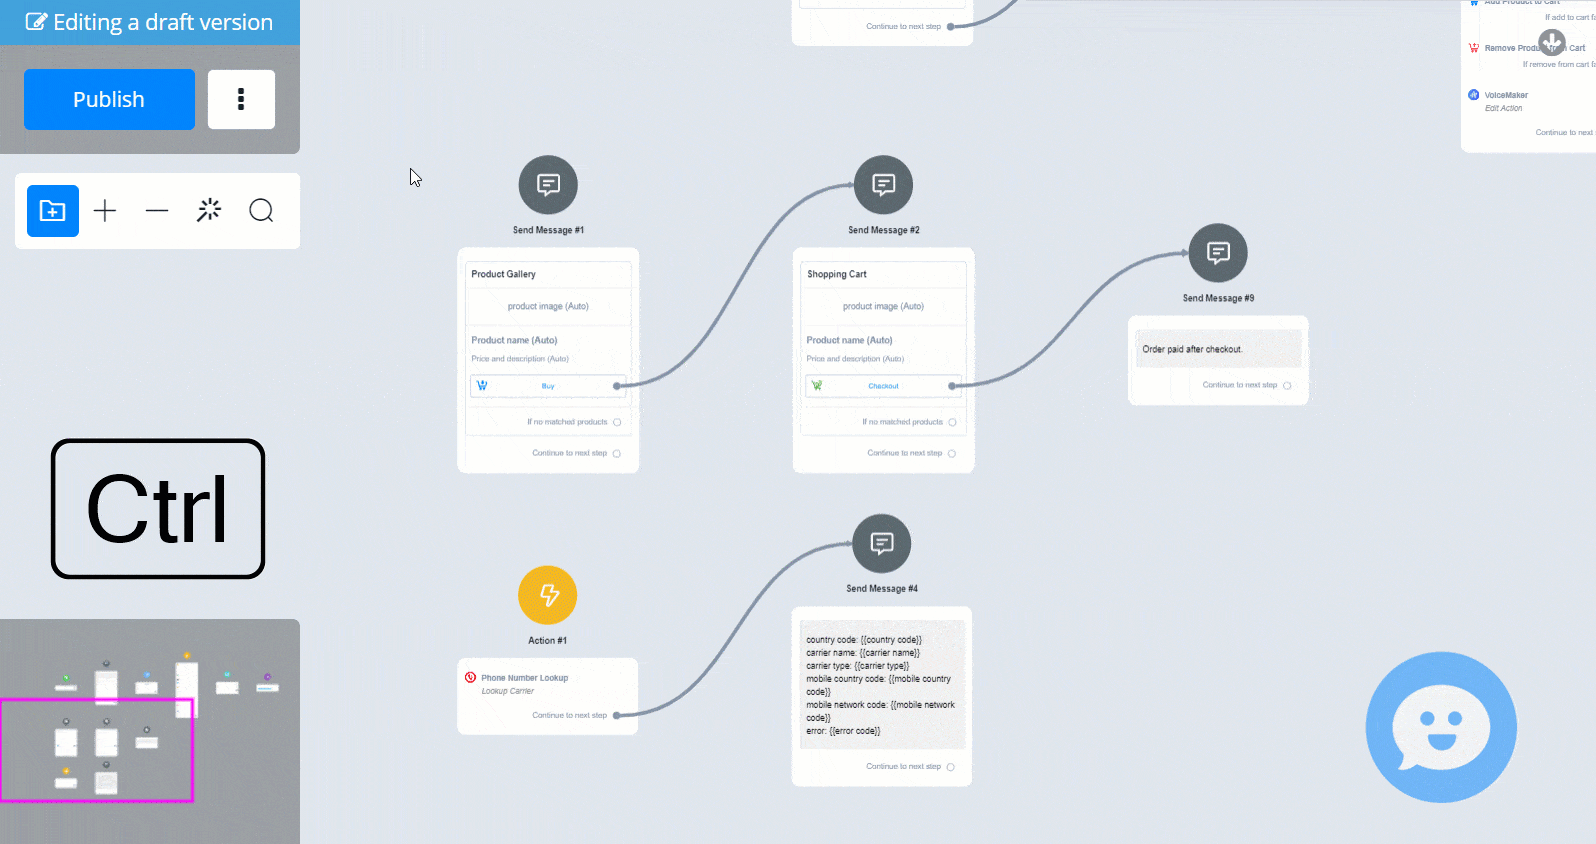 Editing a draft version
Publish
Ctrl
Continue to next step
Add Product to Cart
If add to cart fa
Remove Product from Cart
If remove from cart f
VoiceMaker
Edit Action
Continue to next
Send Message #1
Product Gallery
product image (Auto)
Product name (Auto)
Price and description (Auto)
Buy
If no matched products
Continue to next step
Send Message #2
Shopping Cart
product image (Auto)
Product name (Auto)
Price and description (Auto)
Checkout
If no matched products
Continue to next step
Send Message #9
Order paid after checkout.
Continue to next step
Action #1
Phone Number Lookup
Lookup Carrier
Continue to next step
Send Message #4
country code: {{country code}}
carrier name: {{carrier name}}
carrier type: {{carrier type}}
mobile country code: {{mobile country
code}}
mobile network code: {{mobile network
code}}
error: {{error code}}
Continue to next step